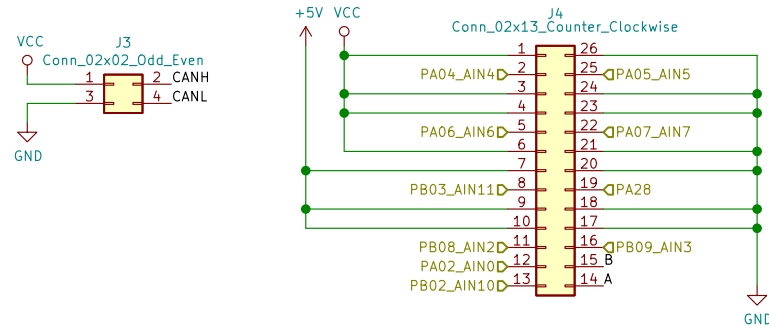 +5V VCC
J4
Conn_02x13_Counter_Clockwise
VCC
J3
Conn_02x02_Odd_Even
1 2 CANH
3 4 CANL
GND
1 26
PA04_AIN4 2 25 PA05_AIN5
3 24
4 23
PA06_AIN6 5 22 PA07_AIN7
6 21
7 20
PB03_AIN11 8 19 PA28
9 18
10 17
PB08_AIN2 11 16 PB09_AIN3
PA02_AIN0 12 15 B
PB02_AIN10 13 14 A
GND